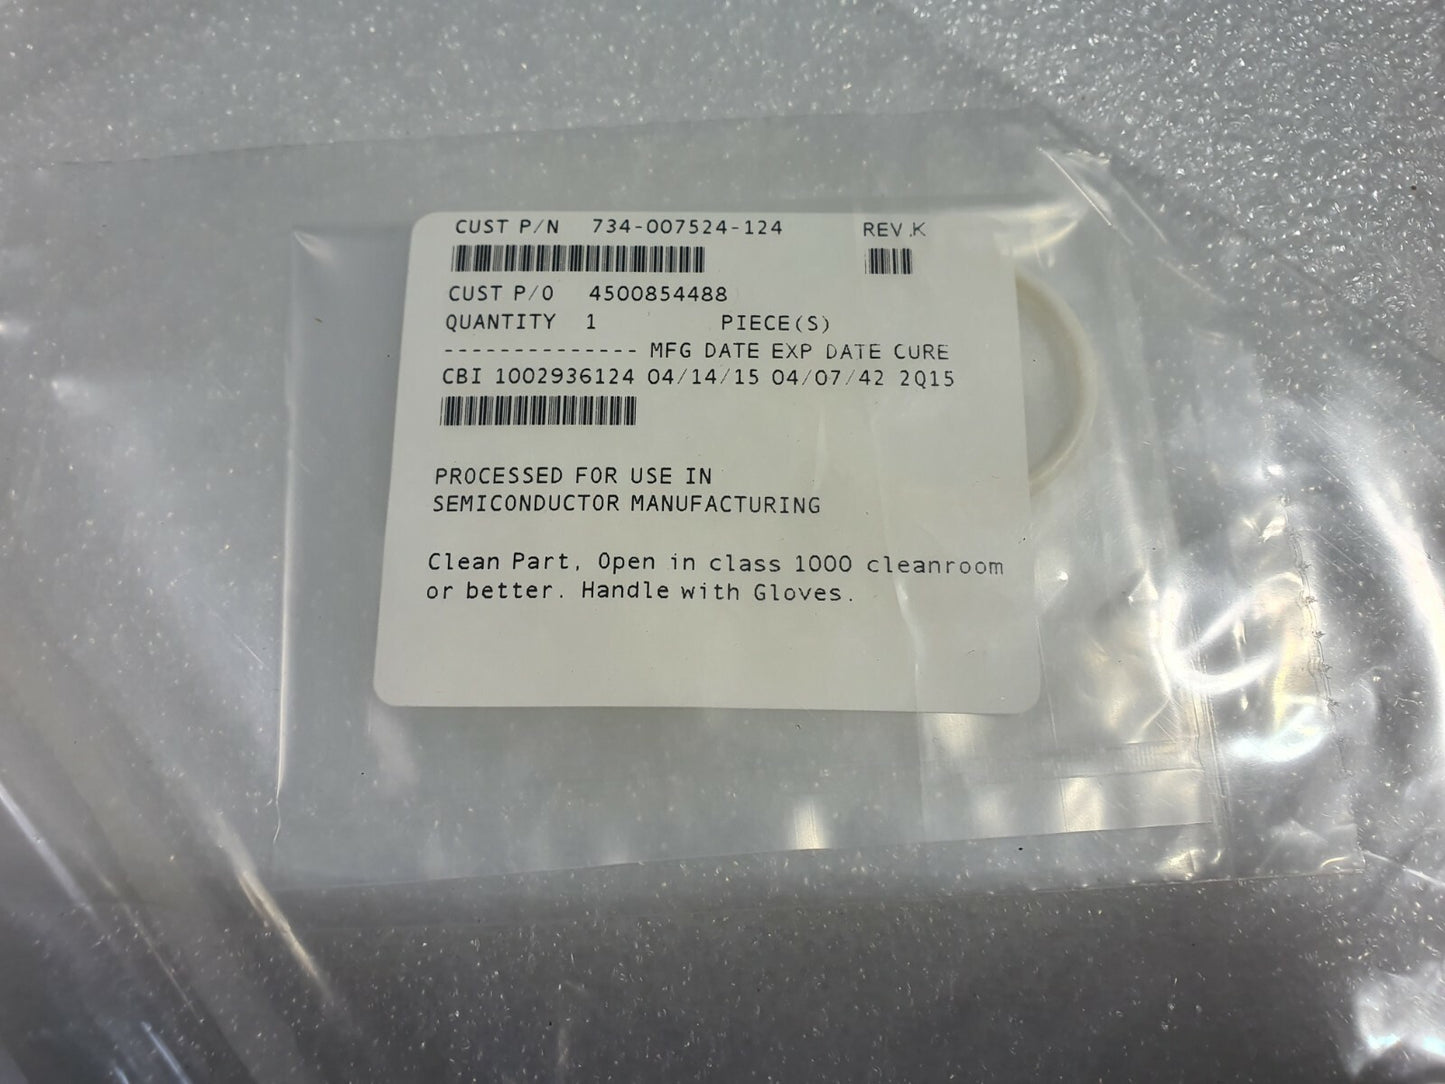 CUST P/N 734-007524-124 REV.K
CUST P/O 4500854488
QUANTITY 1 PIECE(S)
-------------- MFG DATE EXP DATE CURE
CBI 1002936124 04/14/15 04/07/42 2Q15
PROCESSED FOR USE IN
SEMICONDUCTOR MANUFACTURING
Clean Part, Open in class 1000 cleanroom
or better. Handle with Gloves.